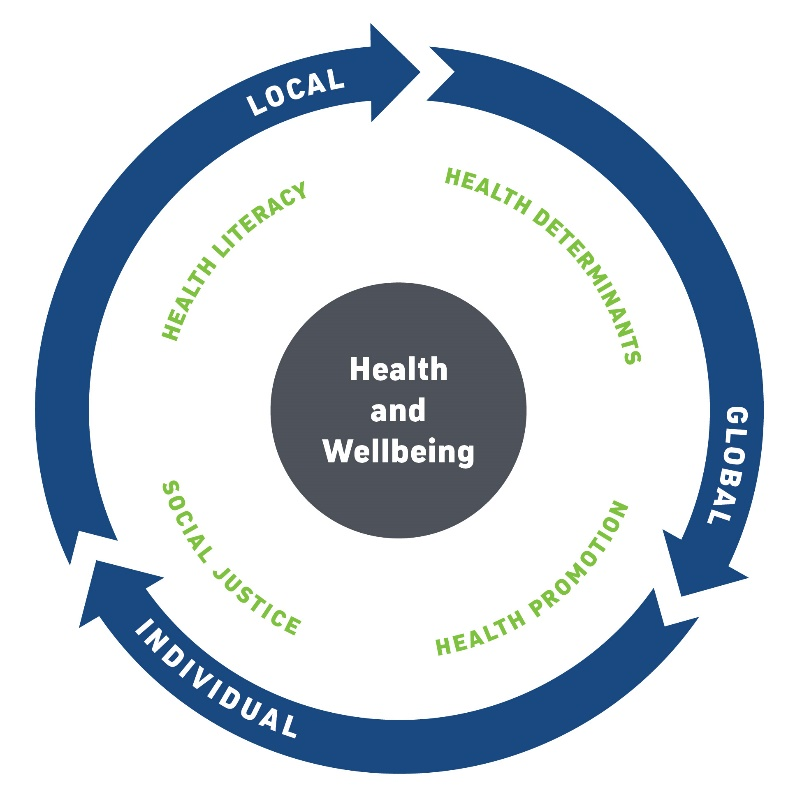 LOCAL
HEALTH LITERACY
HEALTH DETERMINANTS
Health
and
Wellbeing
GLOBAL
SOCIAL JUSTICE
HEALTH PROMOTION
INDIVIDUAL